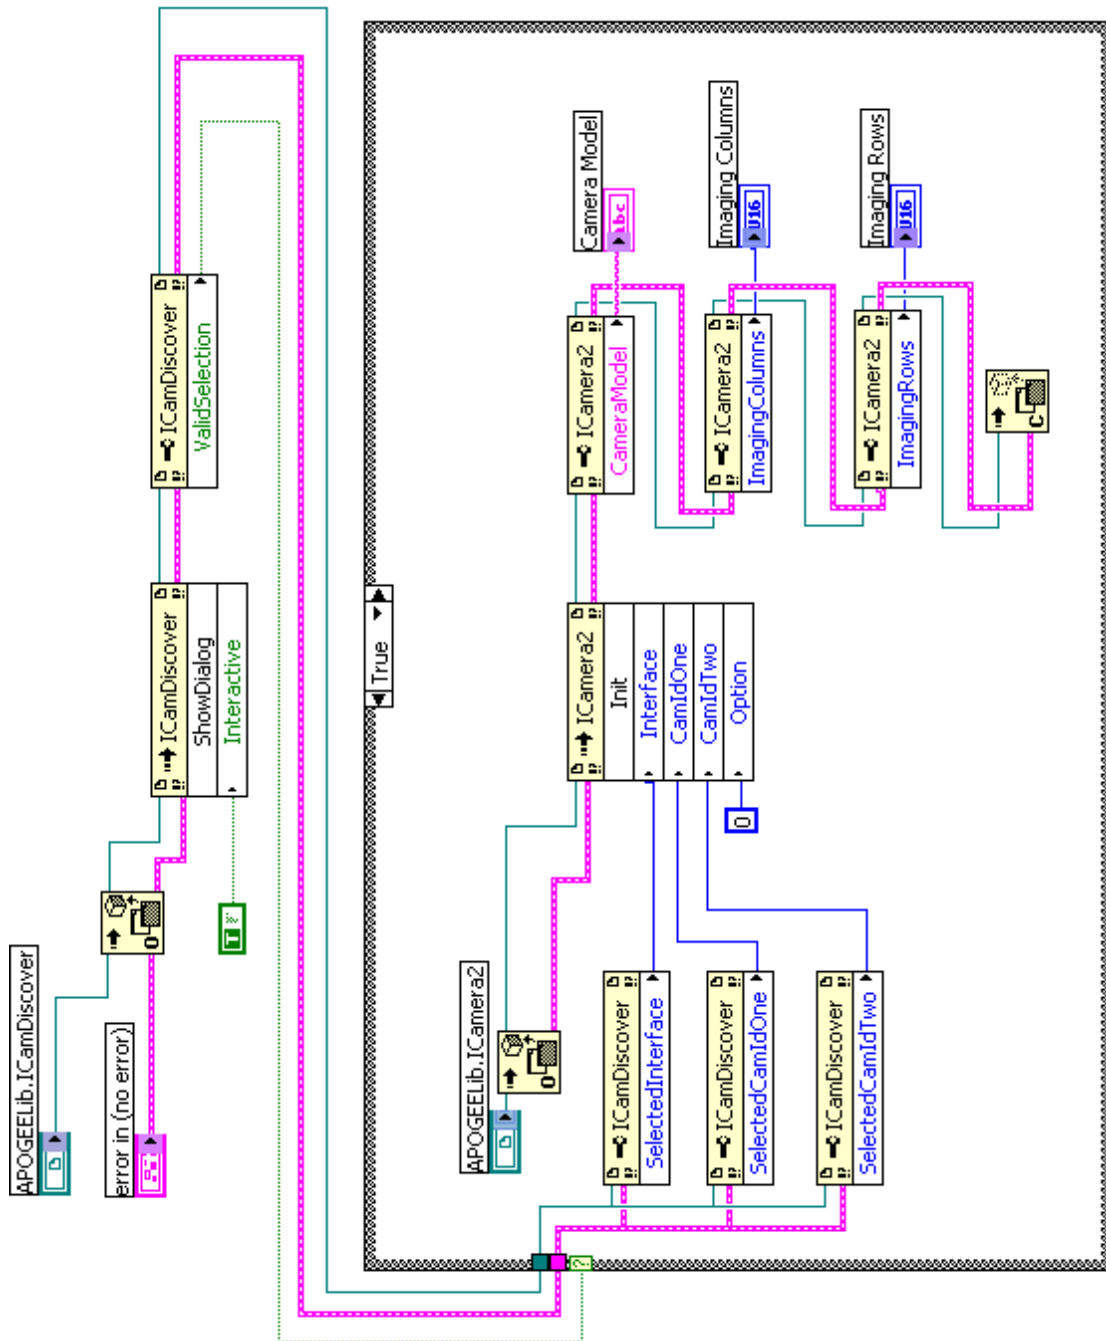 APOGEELib.ICamDiscover
error in (no error)
T
ICamDiscover
ShowDialog
Interactive
ICamDiscover
ValidSelection
True
APOGEELib.ICamera2
ICamDiscover
SelectedInterface
ICamDiscover
SelectedCamIdOne
ICamDiscover
SelectedCamIdTwo
ICamera2
Init
Interface
CamIdOne
CamIdTwo
Option
0
ICamera2
CameraModel
Camera Model
abc
ICamera2
ImagingColumns
Imaging Columns
U16
ICamera2
ImagingRows
Imaging Rows
U16
C